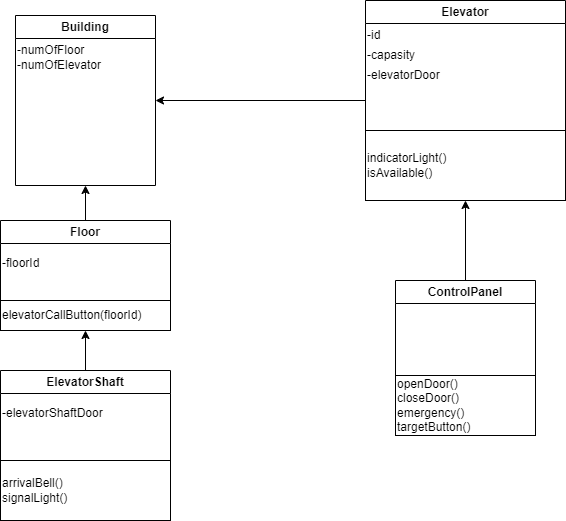 Building
-numOfFloor
-numOfElevator
Elevator
-id
-capasity
-elevatorDoor
indicatorLight()
isAvailable()
Floor
-floorId
elevatorCallButton(floorId)
ControlPanel
openDoor()
closeDoor()
emergency()
targetButton()
ElevatorShaft
-elevatorShaftDoor
arrivalBell()
signalLight()